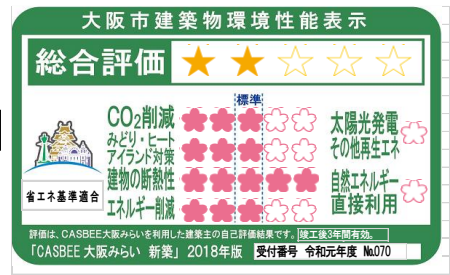 大阪市建築物環境性能表示
総合評価
標準
CO2削減
みどり・ヒート
アイランド対策
建物の断熱性
エネルギー削減
太陽光発電
その他再生エネ
自然エネルギー
直接利用
省エネ基準適合
評価は、CASBEE大阪みらいを利用した建築主の自己評価結果です。竣工後3年間有効。
「CASBEE大阪みらい 新築」2018年版 受付番号 令和元年度 №070